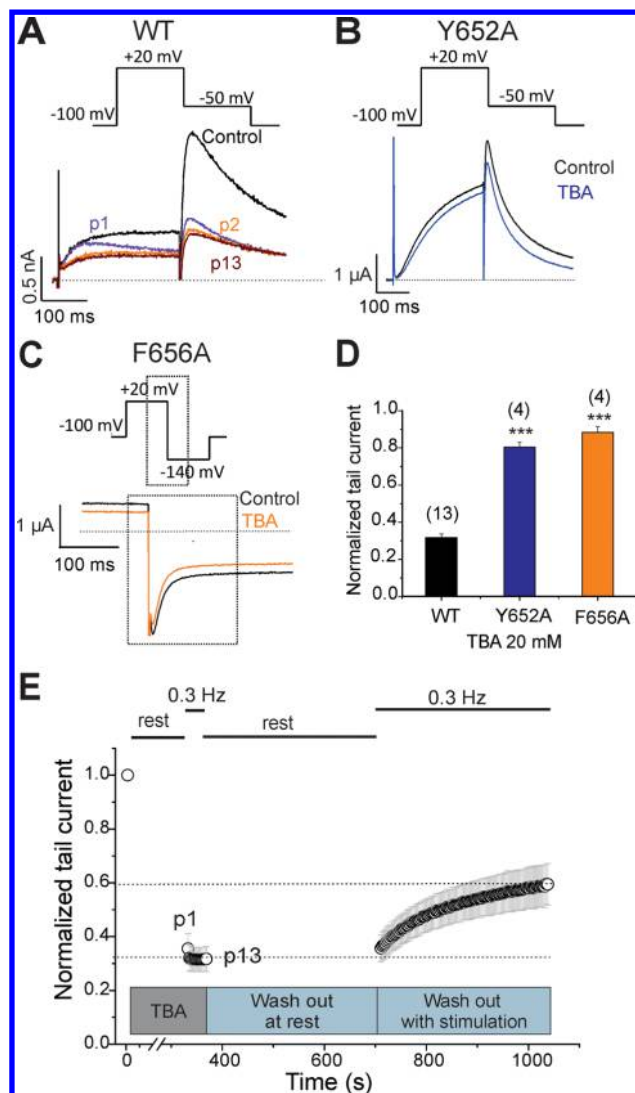 A
WT
+20 mV
-100 mV
-50 mV
Control
p1
p2
p13
0.5 nA
100 ms
B
Y652A
+20 mV
-100 mV
-50 mV
Control
TBA
1 µA
100 ms
C
F656A
+20 mV
-100 mV
-140 mV
Control
TBA
1 µA
100 ms
D
Normalized tail current
1.0
0.8
0.6
0.4
0.2
0.0
(13)
(4)
***
(4)
***
WT
Y652A
F656A
TBA 20 mM
E
0.3 Hz
0.3 Hz
rest
rest
Normalized tail current
1.0
0.8
0.6
0.4
0.2
0.0
p1
p13
TBA
Wash out
at rest
Wash out
with stimulation
0
400
600
800
1000
Time (s)